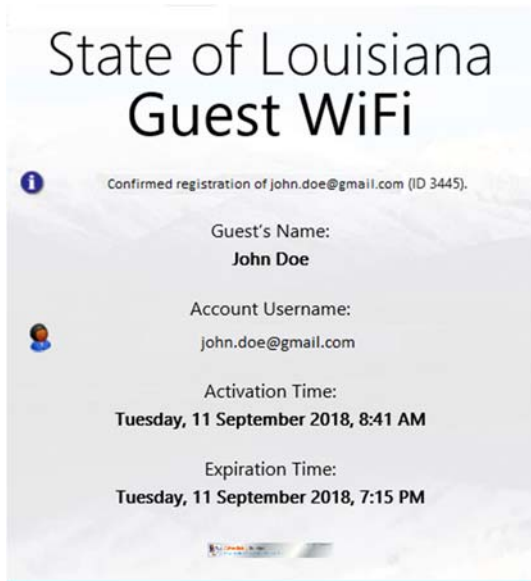 State of Louisiana
Guest WiFi
Confirmed registration of john.doe@gmail.com (ID 3445).
Guest's Name:
John Doe
Account Username:
john.doe@gmail.com
Activation Time:
Tuesday, 11 September 2018, 8:41 AM
Expiration Time:
Tuesday, 11 September 2018, 7:15 PM